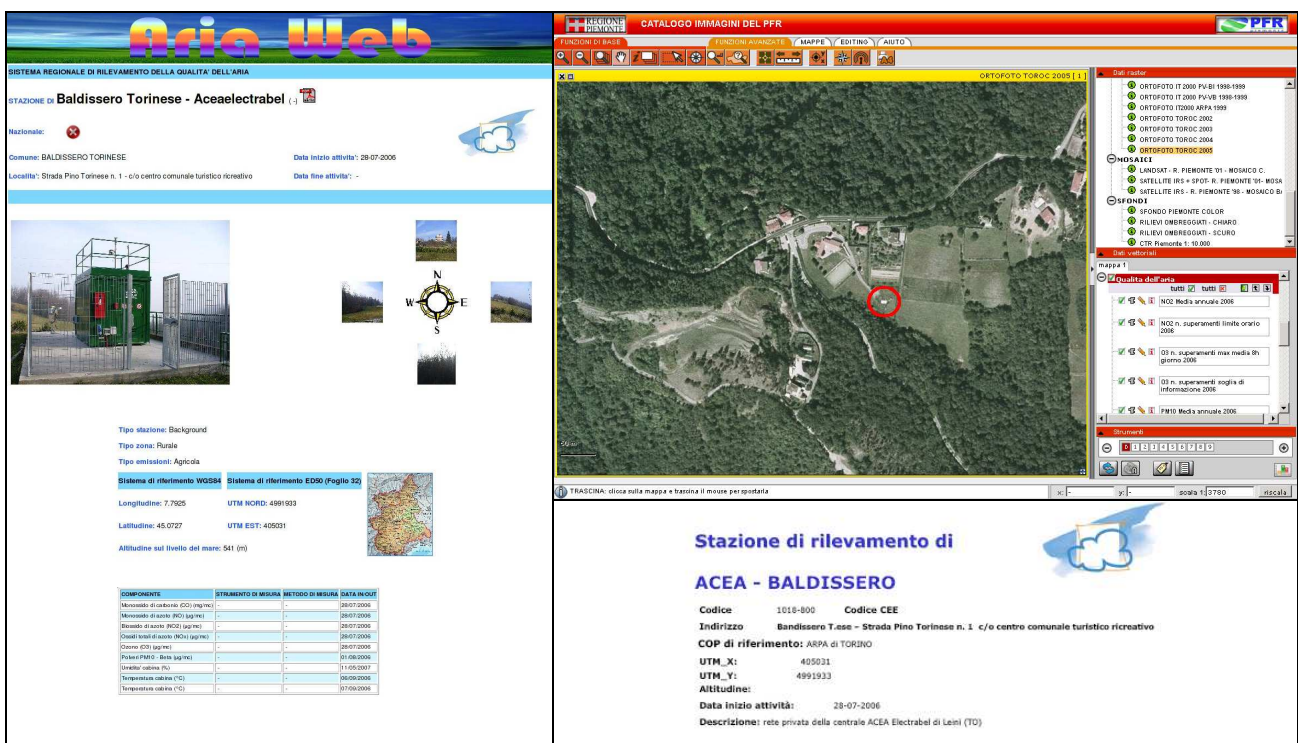 Aria Web
SISTEMA REGIONALE DI RILEVAMENTO DELLA QUALITA' DELL'ARIA
STAZIONE DI Baldissero Torinese - Aceaelectrabel (-)
Nazionale:
Comune: BALDISSERO TORINESE
Data inizio attivita': 28-07-2006
Localita': Strada Pino Torinese n. 1 - c/o centro comunale turistico ricreativo
Data fine attivita': -
N
W E
S
Tipo stazione: Background
Tipo zona: Rurale
Tipo emissioni: Agricola
Sistema di riferimento WGS84 Sistema di riferimento ED50 (Foglio 32)
Longitudine: 7.7925 UTM NORD: 4991933
Latitudine: 45.0727 UTM EST: 405031
Altitudine sul livello del mare: 541 (m)
COMPONENTE STRUMENTO DI MISURA METODO DI MISURA DATA IN/OUT
Monossido di carbonio (CO) (mg/mc) - - 28/07/2006
Monossido di azoto (NO) (µg/mc) - - 28/07/2006
Biossido di azoto (NO2) (µg/mc) - - 28/07/2006
Ossidi totali di azoto (NOx) (µg/mc) - - 28/07/2006
Ozono (O3) (µg/mc) - - 28/07/2006
Polveri PM10 - Beta (µg/mc) - - 01/08/2006
Umidita' cabina (%) - - 11/05/2007
Temperatura cabina (°C) - - 06/09/2006
Temperatura cabina (°C) - - 07/09/2006
REGIONE
PIEMONTE
CATALOGO IMMAGINI DEL PFR
PFR
FUNZIONI DI BASE FUNZIONI AVANZATE MAPPE EDITING AIUTO
ORTOFOTO TOROC 2005 [ 1 ]
Dati raster
ORTOFOTO IT 2000 PV-BI 1998-1999
ORTOFOTO IT 2000 PV-VB 1998-1999
ORTOFOTO IT2000 ARPA 1999
ORTOFOTO TOROC 2002
ORTOFOTO TOROC 2003
ORTOFOTO TOROC 2004
ORTOFOTO TOROC 2005
MOSAICI
LANDSAT - R. PIEMONTE '01 - MOSAICO C.
SATELLITE IRS + SPOT- R. PIEMONTE '01- MOSA
SATELLITE IRS - R. PIEMONTE '98 - MOSAICO B/
SFONDI
SFONDO PIEMONTE COLOR
RILIEVI OMBREGGIATI - CHIARO
RILIEVI OMBREGGIATI - SCURO
CTR Piemonte 1: 10.000
Dati vettoriali
mappa 1
Qualita dell'aria
tutti tutti
NO2 Media annuale 2006
NO2 n. superamenti limite orario
2006
O3 n. superamenti max media 8h
giorno 2006
O3 n. superamenti soglia di
informazione 2006
PM10 Media annuale 2006
Strumenti
0 1 2 3 4 5 6 7 8 9
TRASCINA: clicca sulla mappa e trascina il mouse per spostarla
x: - y: - scala 1: 3780 riscala
Stazione di rilevamento di
ACEA - BALDISSERO
Codice 1018-800 Codice CEE
Indirizzo Bandissero T.ese – Strada Pino Torinese n. 1 c/o centro comunale turistico ricreativo
COP di riferimento: ARPA di TORINO
UTM_X: 405031
UTM_Y: 4991933
Altitudine:
Data inizio attività: 28-07-2006
Descrizione: rete privata della centrale ACEA Electrabel di Leinì (TO)